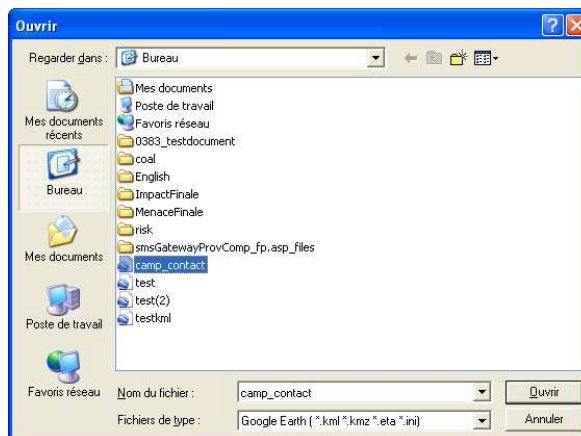 Ouvrir
Regarder dans :
Bureau
Mes documents récents
Bureau
Mes documents
Poste de travail
Favoris réseau
Mes documents
Poste de travail
Favoris réseau
0383_testdocument
coal
English
ImpactFinale
MenaceFinale
risk
smsGatewayProvComp_fp.asp_files
camp_contact
test
test(2)
testkml
Nom du fichier :
camp_contact
Ouvrir
Fichiers de type :
Google Earth ( *.kml *.kmz *.eta *.ini)
Annuler